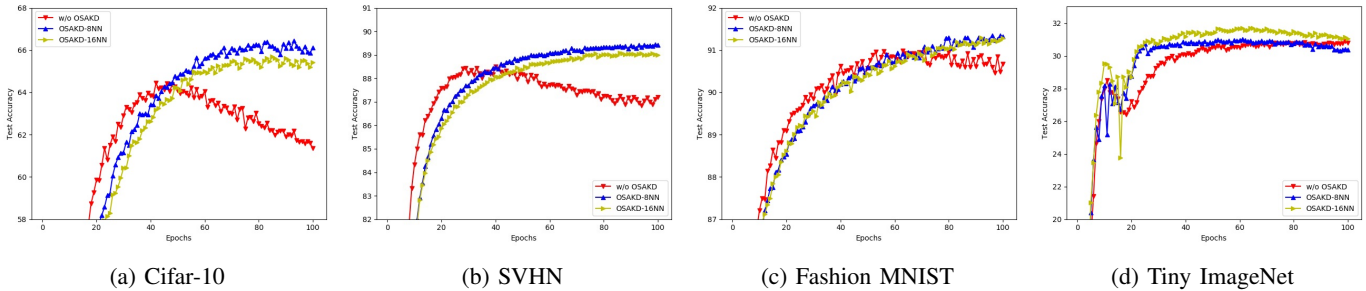 68
66
64
62
60
58
Test Accuracy
w/o OSAKD
OSAKD-8NN
OSAKD-16NN
0 20 40 60 80 100
Epochs
(a) Cifar-10
91
90
89
88
87
86
85
84
83
82
Test Accuracy
w/o OSAKD
OSAKD-8NN
OSAKD-16NN
0 20 40 60 80 100
Epochs
(b) SVHN
92
91
90
89
88
87
Test Accuracy
w/o OSAKD
OSAKD-8NN
OSAKD-16NN
0 20 40 60 80 100
Epochs
(c) Fashion MNIST
32
30
28
26
24
22
20
Test Accuracy
w/o OSAKD
OSAKD-8NN
OSAKD-16NN
0 20 40 60 80 100
Epochs
(d) Tiny ImageNet